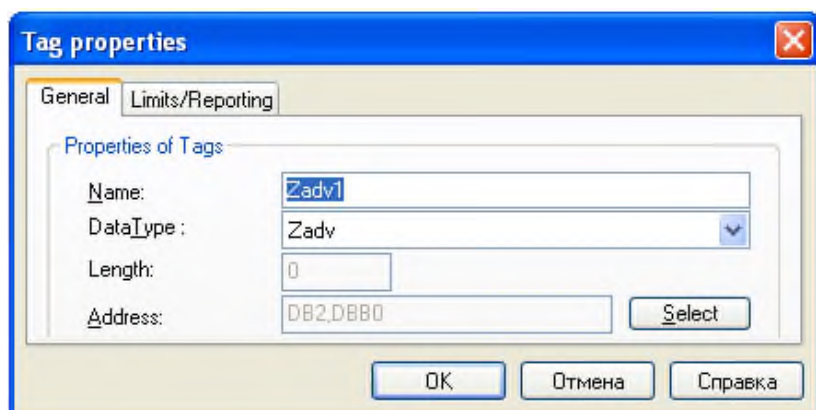 Tag properties
General Limits/Reporting
Properties of Tags
Name: Zadv1
DataType : Zadv
Length: 0
Address: DB2,DBB0 Select
OK Отмена Справка